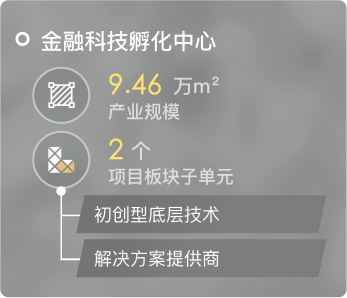 金融科技孵化中心
9.46 万m²
产业规模
2 个
项目板块子单元
初创型底层技术
解决方案提供商